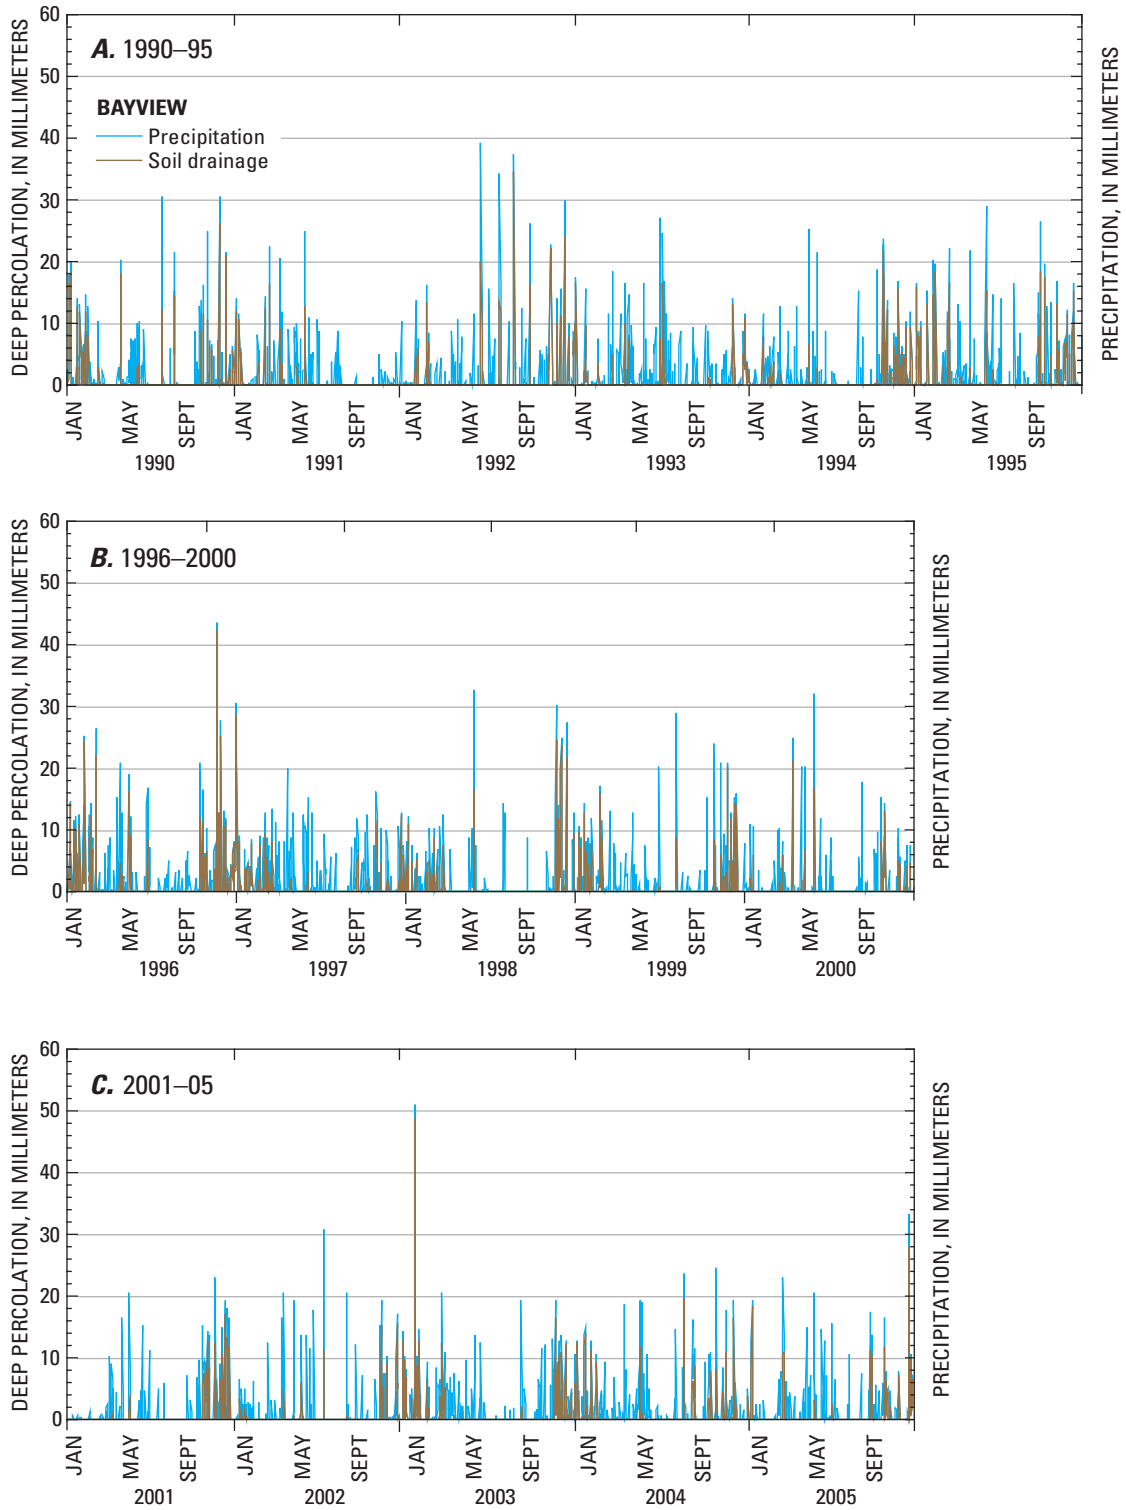 A. 1990–95
BAYVIEW
Precipitation
Soil drainage
DEEP PERCOLATION, IN MILLIMETERS
PRECIPITATION, IN MILLIMETERS
60
50
40
30
20
10
0
JAN MAY SEPT JAN MAY SEPT JAN MAY SEPT JAN MAY SEPT JAN MAY SEPT JAN MAY SEPT
1990 1991 1992 1993 1994 1995
B. 1996–2000
DEEP PERCOLATION, IN MILLIMETERS
PRECIPITATION, IN MILLIMETERS
60
50
40
30
20
10
0
JAN MAY SEPT JAN MAY SEPT JAN MAY SEPT JAN MAY SEPT JAN MAY SEPT
1996 1997 1998 1999 2000
C. 2001–05
DEEP PERCOLATION, IN MILLIMETERS
PRECIPITATION, IN MILLIMETERS
60
50
40
30
20
10
0
JAN MAY SEPT JAN MAY SEPT JAN MAY SEPT JAN MAY SEPT JAN MAY SEPT
2001 2002 2003 2004 2005